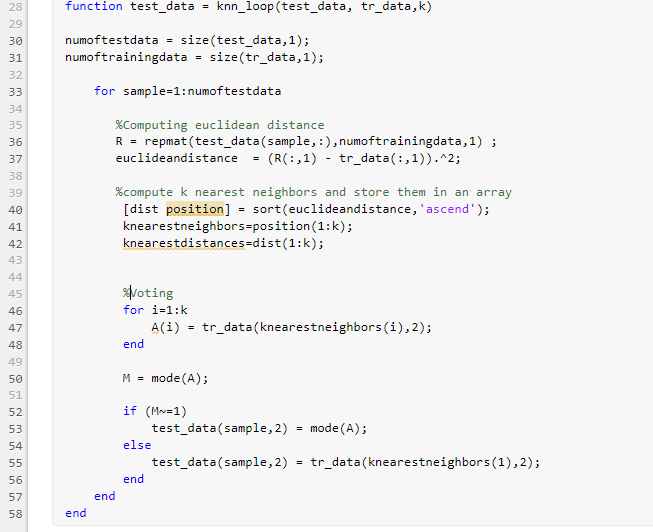 28 function test_data = knn_loop(test_data, tr_data,k)
29
30 numoftestdata = size(test_data,1);
31 numoftrainingdata = size(tr_data,1);
32
33 for sample=1:numoftestdata
34
35 %Computing euclidean distance
36 R = repmat(test_data(sample,:),numoftrainingdata,1) ;
37 euclideandistance  = (R(:,1) - tr_data(:,1)).^2;
38
39 %compute k nearest neighbors and store them in an array
40 [dist position] = sort(euclideandistance,'ascend');
41 knearestneighbors=position(1:k);
42 knearestdistances=dist(1:k);
43
44
45 %Voting
46 for i=1:k
47 A(i) = tr_data(knearestneighbors(i),2);
48 end
49
50 M = mode(A);
51
52 if (M~=1)
53 test_data(sample,2) = mode(A);
54 else
55 test_data(sample,2) = tr_data(knearestneighbors(1),2);
56 end
57 end
58 end